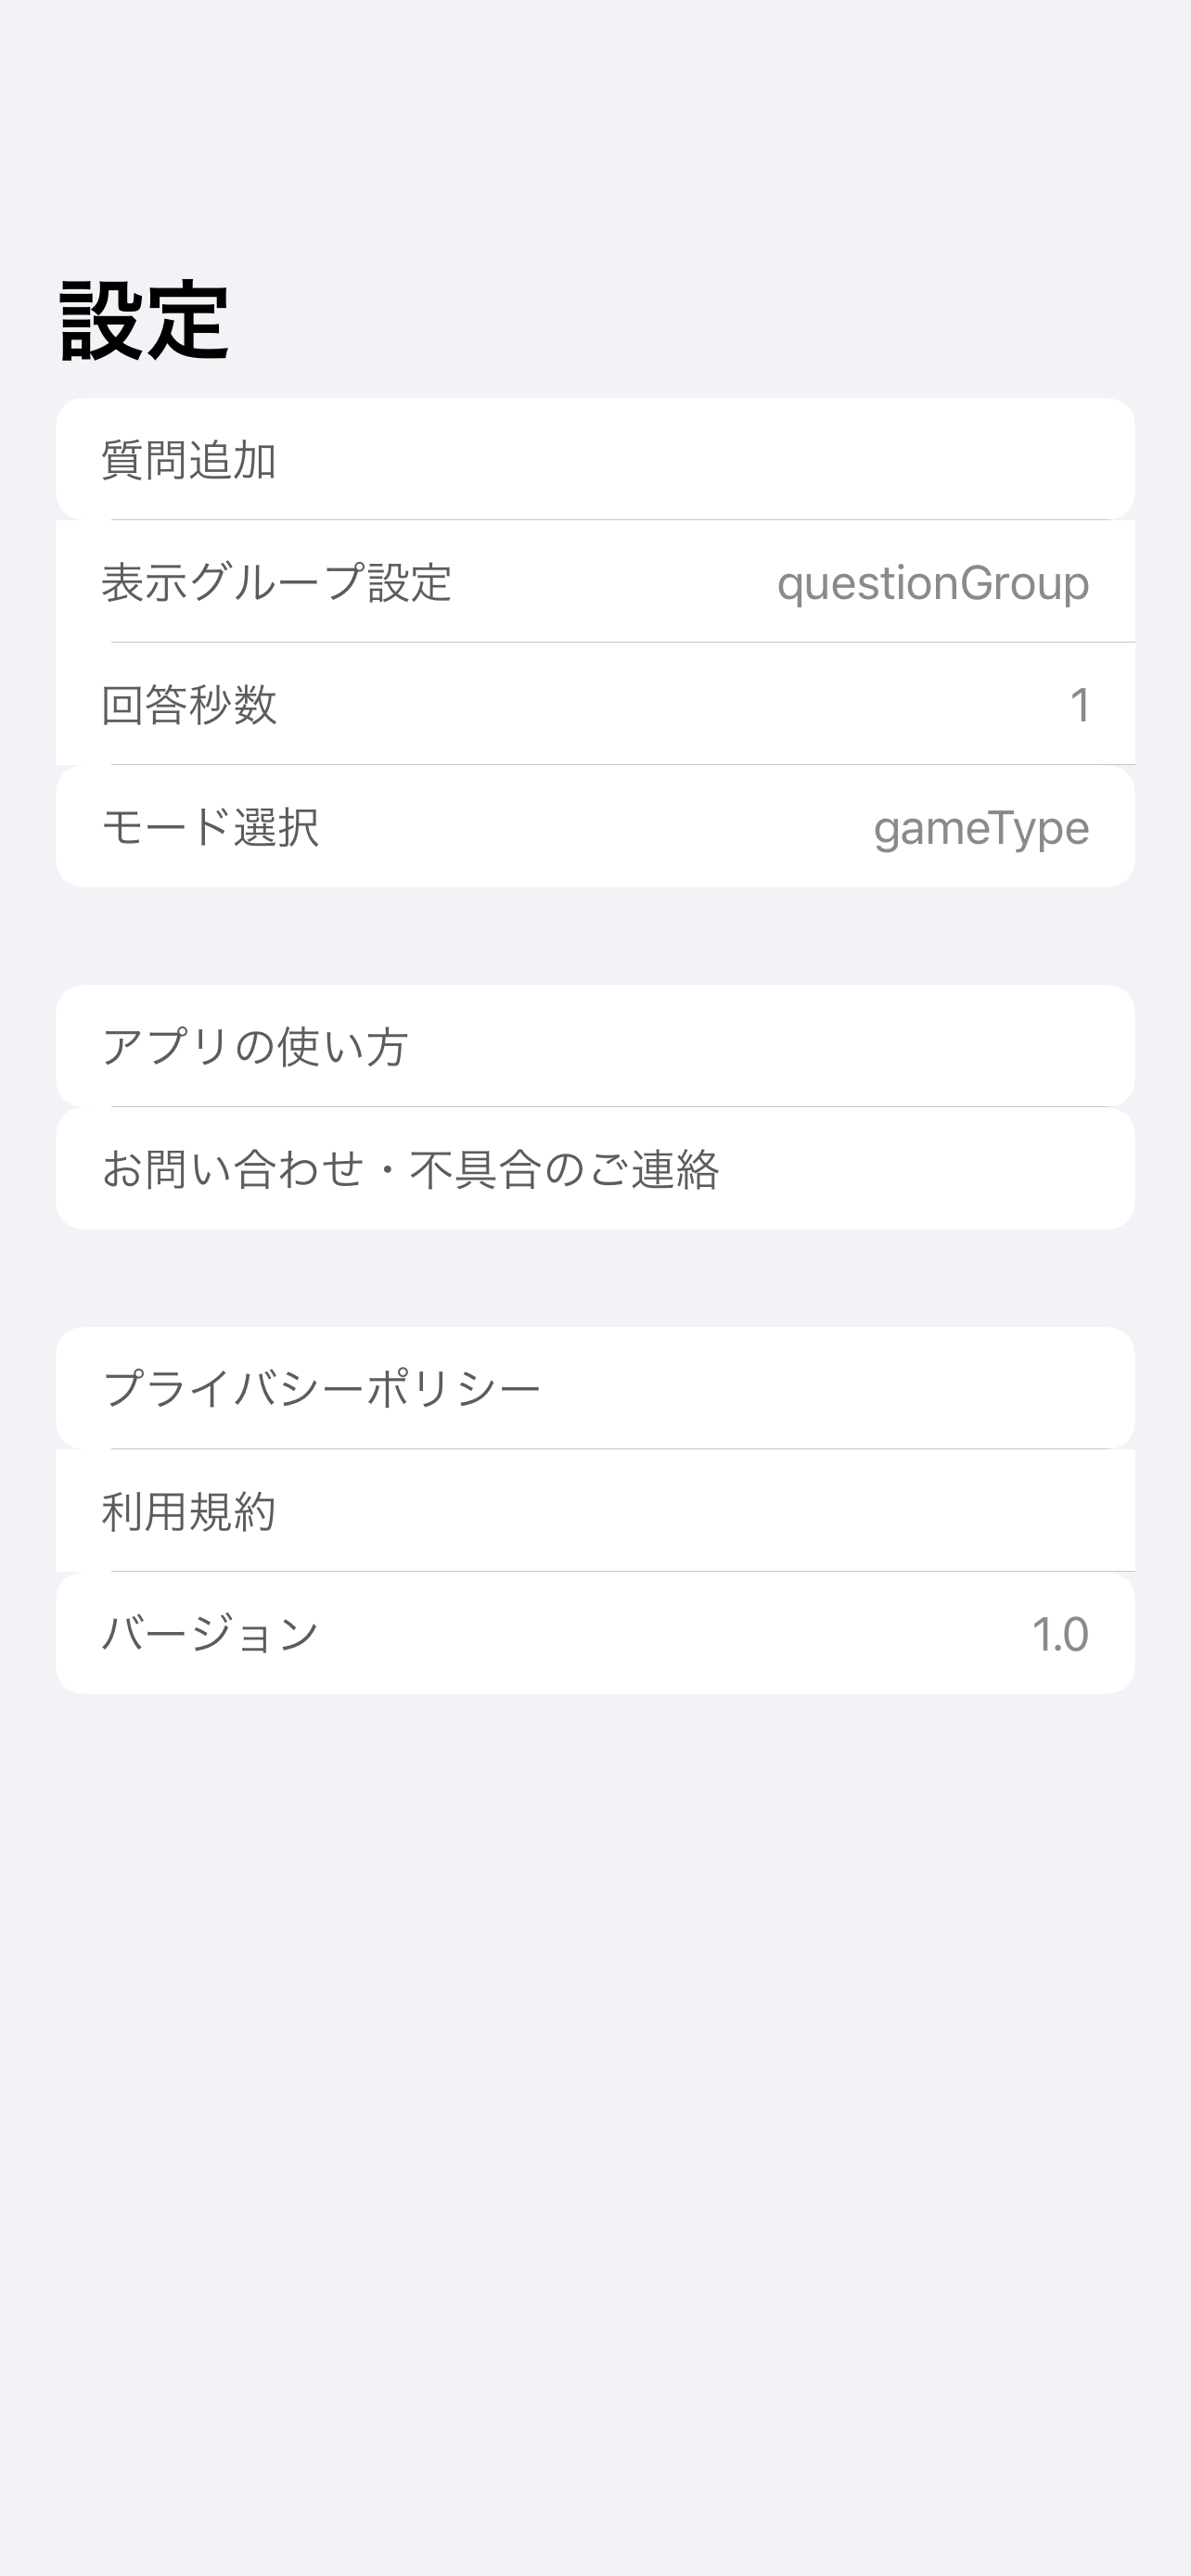 設定
質問追加
表示グループ設定 questionGroup
回答秒数 1
モード選択 gameType
アプリの使い方
お問い合わせ・不具合のご連絡
プライバシーポリシー
利用規約
バージョン 1.0